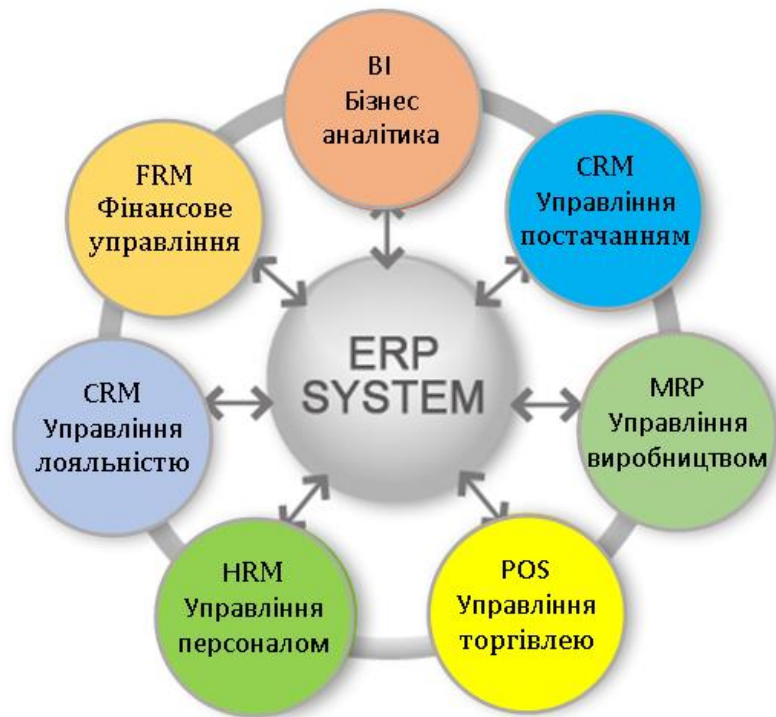 BI
Бізнес
аналітика
CRM
Управління
постачанням
MRP
Управління
виробництвом
POS
Управління
торгівлею
HRM
Управління
персоналом
CRM
Управління
лояльністю
FRM
Фінансове
управління
ERP
SYSTEM